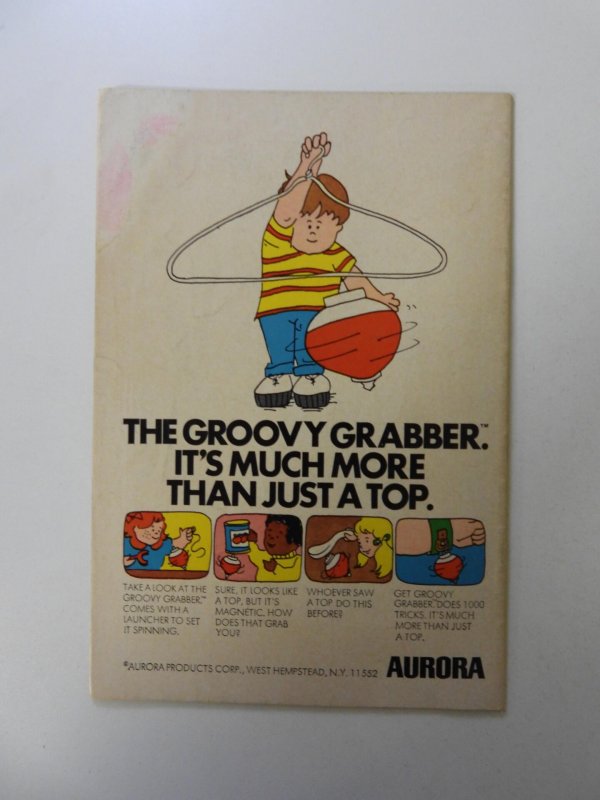 THE GROOVY GRABBER.™
IT'S MUCH MORE
THAN JUST A TOP.
TAKE A LOOK AT THE
GROOVY GRABBER.™
COMES WITH A
LAUNCHER TO SET
IT SPINNING.
SURE, IT LOOKS LIKE
A TOP, BUT IT'S
MAGNETIC. HOW
DOES THAT GRAB
YOU?
WHOEVER SAW
A TOP DO THIS
BEFORE?
GET GROOVY
GRABBER.™DOES 1000
TRICKS. IT'S MUCH
MORE THAN JUST
A TOP.
©AURORA PRODUCTS CORP., WEST HEMPSTEAD, N.Y. 11552
AURORA